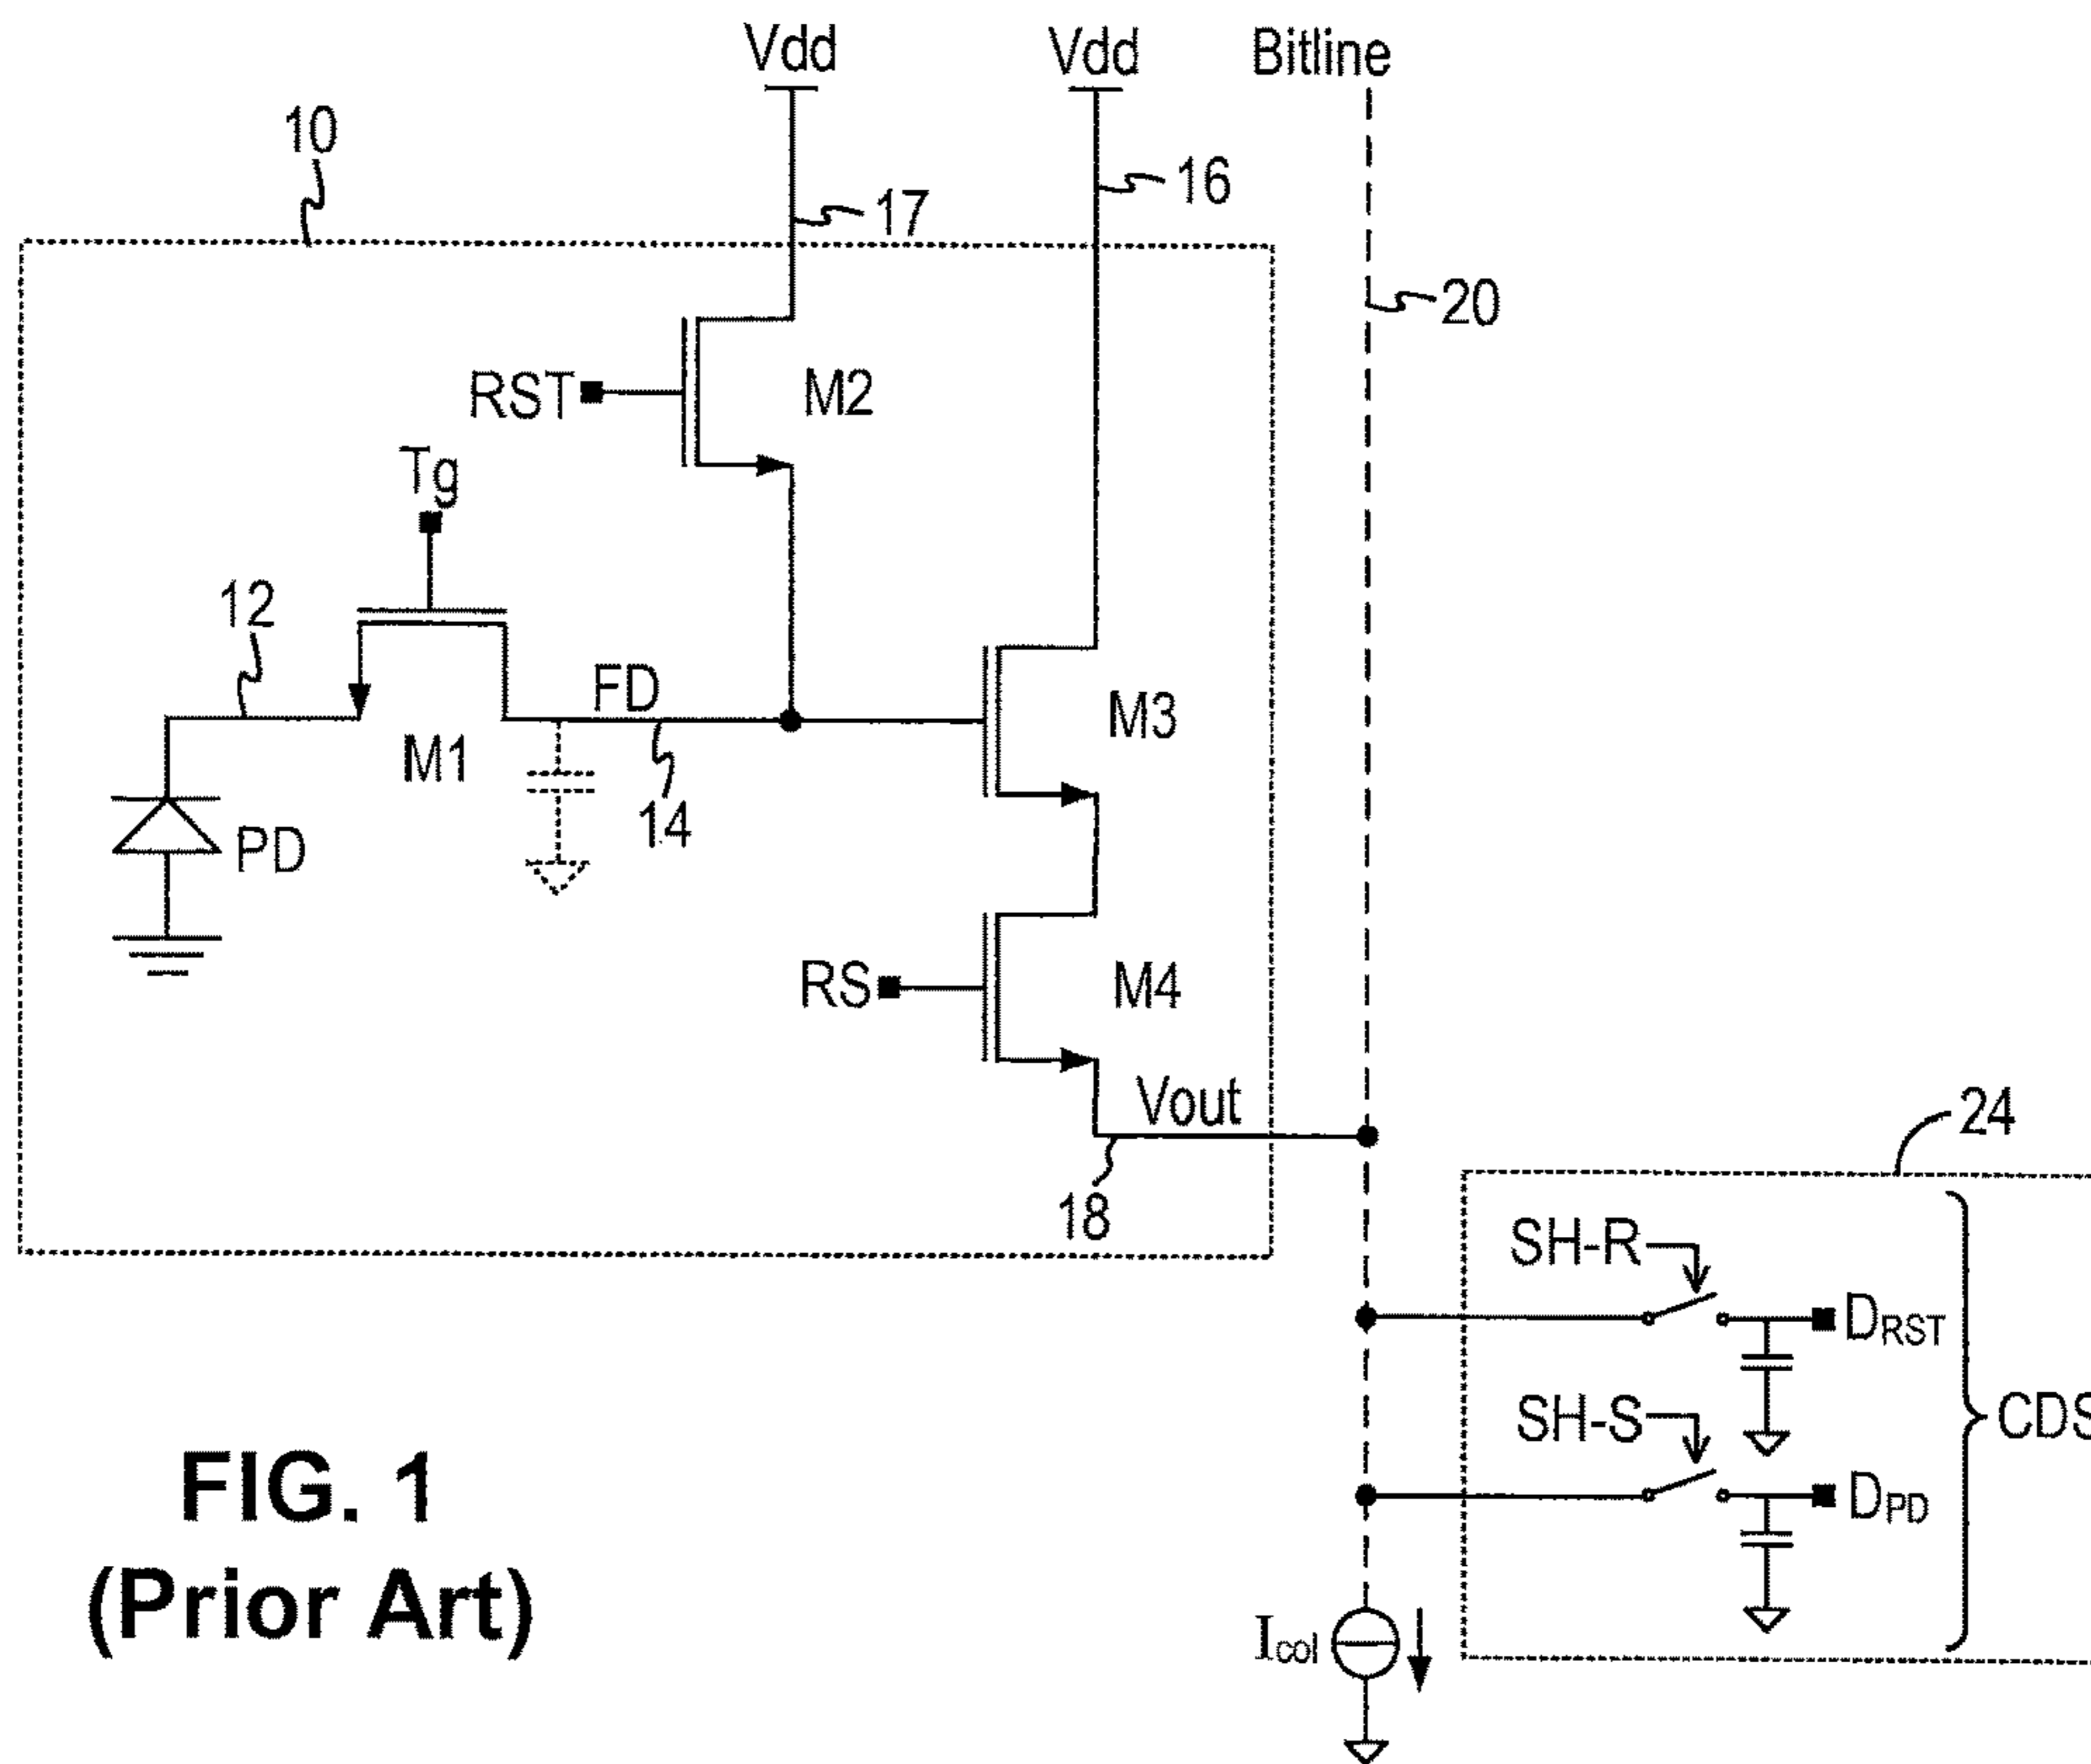 Vdd
Vdd
Bitline
10
17
16
20
RST
M2
Tg
12
FD
M1
14
M3
PD
RS
M4
Vout
18
24
SH-R
DRST
CDS
SH-S
DPD
Icol
FIG. 1
(Prior Art)